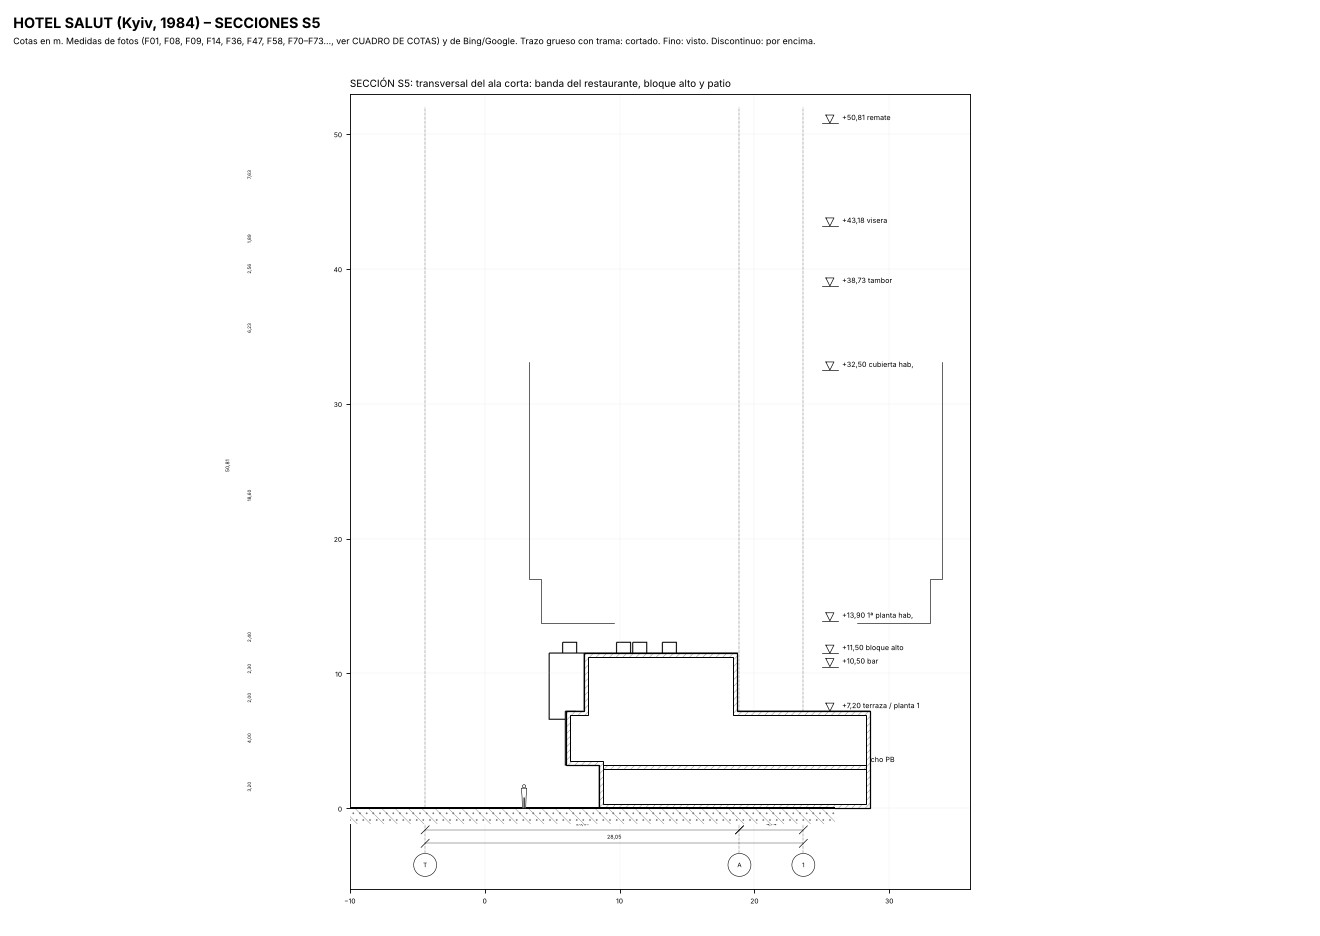 HOTEL SALUT (Kyiv, 1984) – SECCIONES S5
Cotas en m. Medidas de fotos (F01, F08, F09, F14, F36, F47, F58, F70–F73..., ver CUADRO DE COTAS) y de Bing/Google. Trazo grueso con trama: cortado. Fino: visto. Discontinuo: por encima.
SECCIÓN S5: transversal del ala corta: banda del restaurante, bloque alto y patio
+50,81 remate
50
7,63
+43,18 visera
1,89
2,56
40
+38,73 tambor
6,23
+32,50 cubierta hab,
30
50,81
18,60
20
+13,90 1ª planta hab,
2,40
+11,50 bloque alto
+10,50 bar
2,30
10
2,00
+7,20 terraza / planta 1
4,00
cho PB
3,20
0
28,05
T
A
1
−10
0
10
20
30